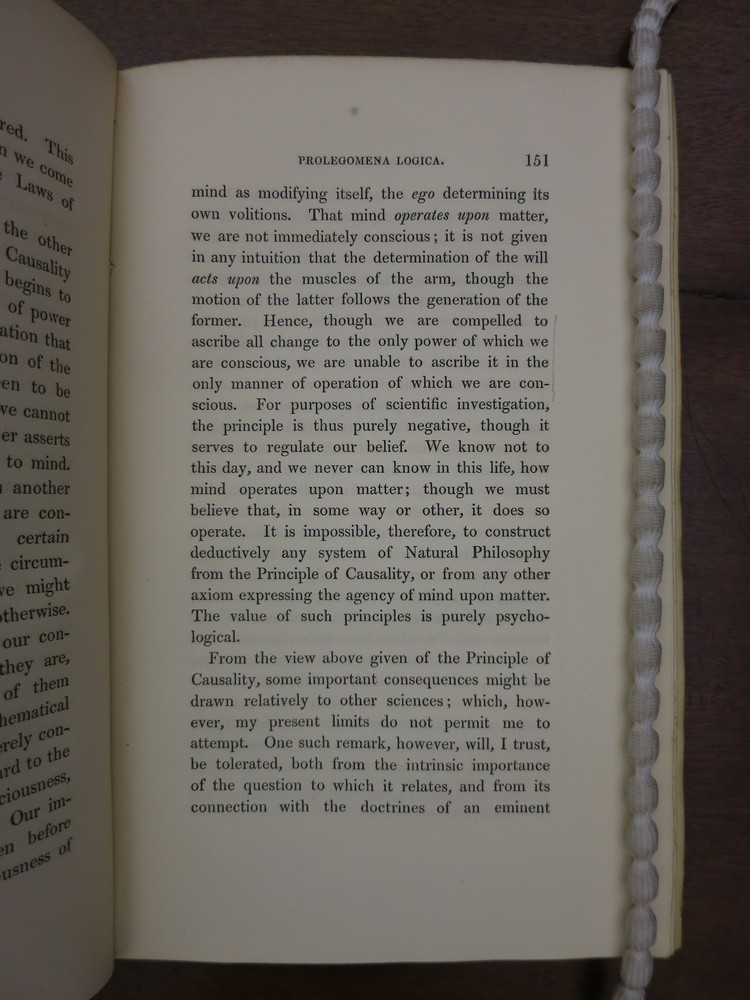 red. This
n we come
Laws of
the other
Causality
begins to
of power
ation that
on of the
en to be
ve cannot
er asserts
to mind.
another
are con-
certain
circum-
ve might
otherwise.
our con-
they are,
of them
hematical
rely con-
ard to the
ciousness,
Our im-
en before
usness of
PROLEGOMENA LOGICA. 151
mind as modifying itself, the ego determining its
own volitions. That mind operates upon matter,
we are not immediately conscious; it is not given
in any intuition that the determination of the will
acts upon the muscles of the arm, though the
motion of the latter follows the generation of the
former. Hence, though we are compelled to
ascribe all change to the only power of which we
are conscious, we are unable to ascribe it in the
only manner of operation of which we are con-
scious. For purposes of scientific investigation,
the principle is thus purely negative, though it
serves to regulate our belief. We know not to
this day, and we never can know in this life, how
mind operates upon matter; though we must
believe that, in some way or other, it does so
operate. It is impossible, therefore, to construct
deductively any system of Natural Philosophy
from the Principle of Causality, or from any other
axiom expressing the agency of mind upon matter.
The value of such principles is purely psycho-
logical.
From the view above given of the Principle of
Causality, some important consequences might be
drawn relatively to other sciences; which, how-
ever, my present limits do not permit me to
attempt. One such remark, however, will, I trust,
be tolerated, both from the intrinsic importance
of the question to which it relates, and from its
connection with the doctrines of an eminent